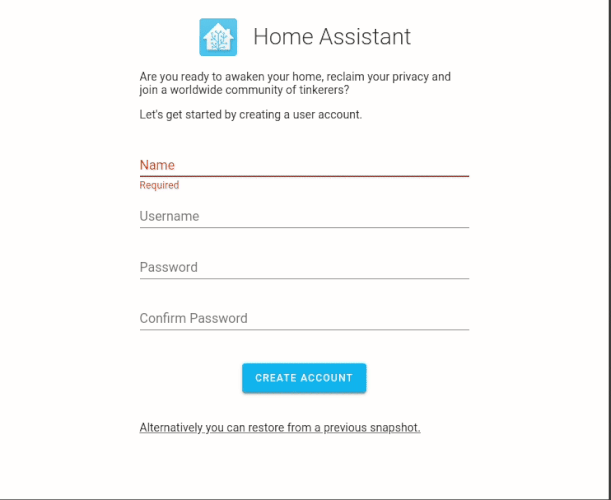 Home Assistant
Are you ready to awaken your home, reclaim your privacy and
join a worldwide community of tinkerers?
Let's get started by creating a user account.
Name
Required
Username
Password
Confirm Password
CREATE ACCOUNT
Alternatively you can restore from a previous snapshot.